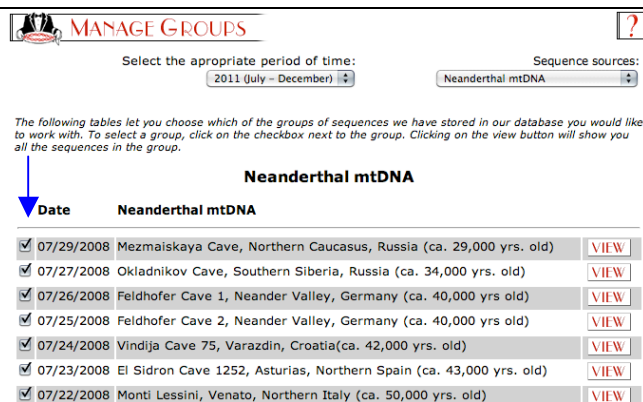 MANAGE GROUPS ?
Select the apropriate period of time: Sequence sources:
2011 (July – December) Neanderthal mtDNA
The following tables let you choose which of the groups of sequences we have stored in our database you would like
to work with. To select a group, click on the checkbox next to the group. Clicking on the view button will show you
all the sequences in the group.
Neanderthal mtDNA
Date Neanderthal mtDNA
07/29/2008 Mezmaiskaya Cave, Northern Caucasus, Russia (ca. 29,000 yrs. old) VIEW
07/27/2008 Okladnikov Cave, Southern Siberia, Russia (ca. 34,000 yrs. old) VIEW
07/26/2008 Feldhofer Cave 1, Neander Valley, Germany (ca. 40,000 yrs old) VIEW
07/25/2008 Feldhofer Cave 2, Neander Valley, Germany (ca. 40,000 yrs old) VIEW
07/24/2008 Vindija Cave 75, Varazdin, Croatia(ca. 42,000 yrs. old) VIEW
07/23/2008 El Sidron Cave 1252, Asturias, Northern Spain (ca. 43,000 yrs. old) VIEW
07/22/2008 Monti Lessini, Venato, Northern Italy (ca. 50,000 yrs. old) VIEW